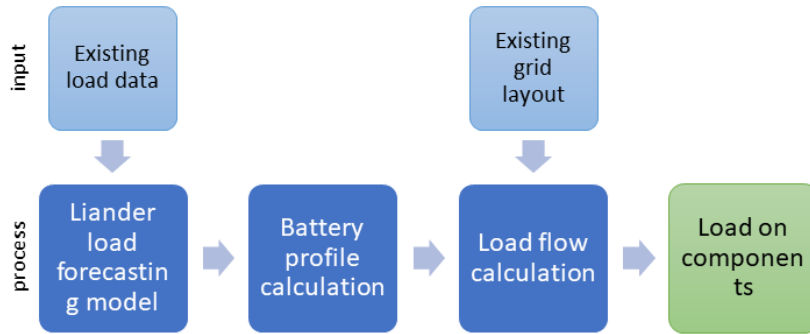 input
Existing
load data
Existing
grid
layout
process
Liander
load
forecastin
g model
Battery
profile
calculation
Load flow
calculation
Load on
componen
ts